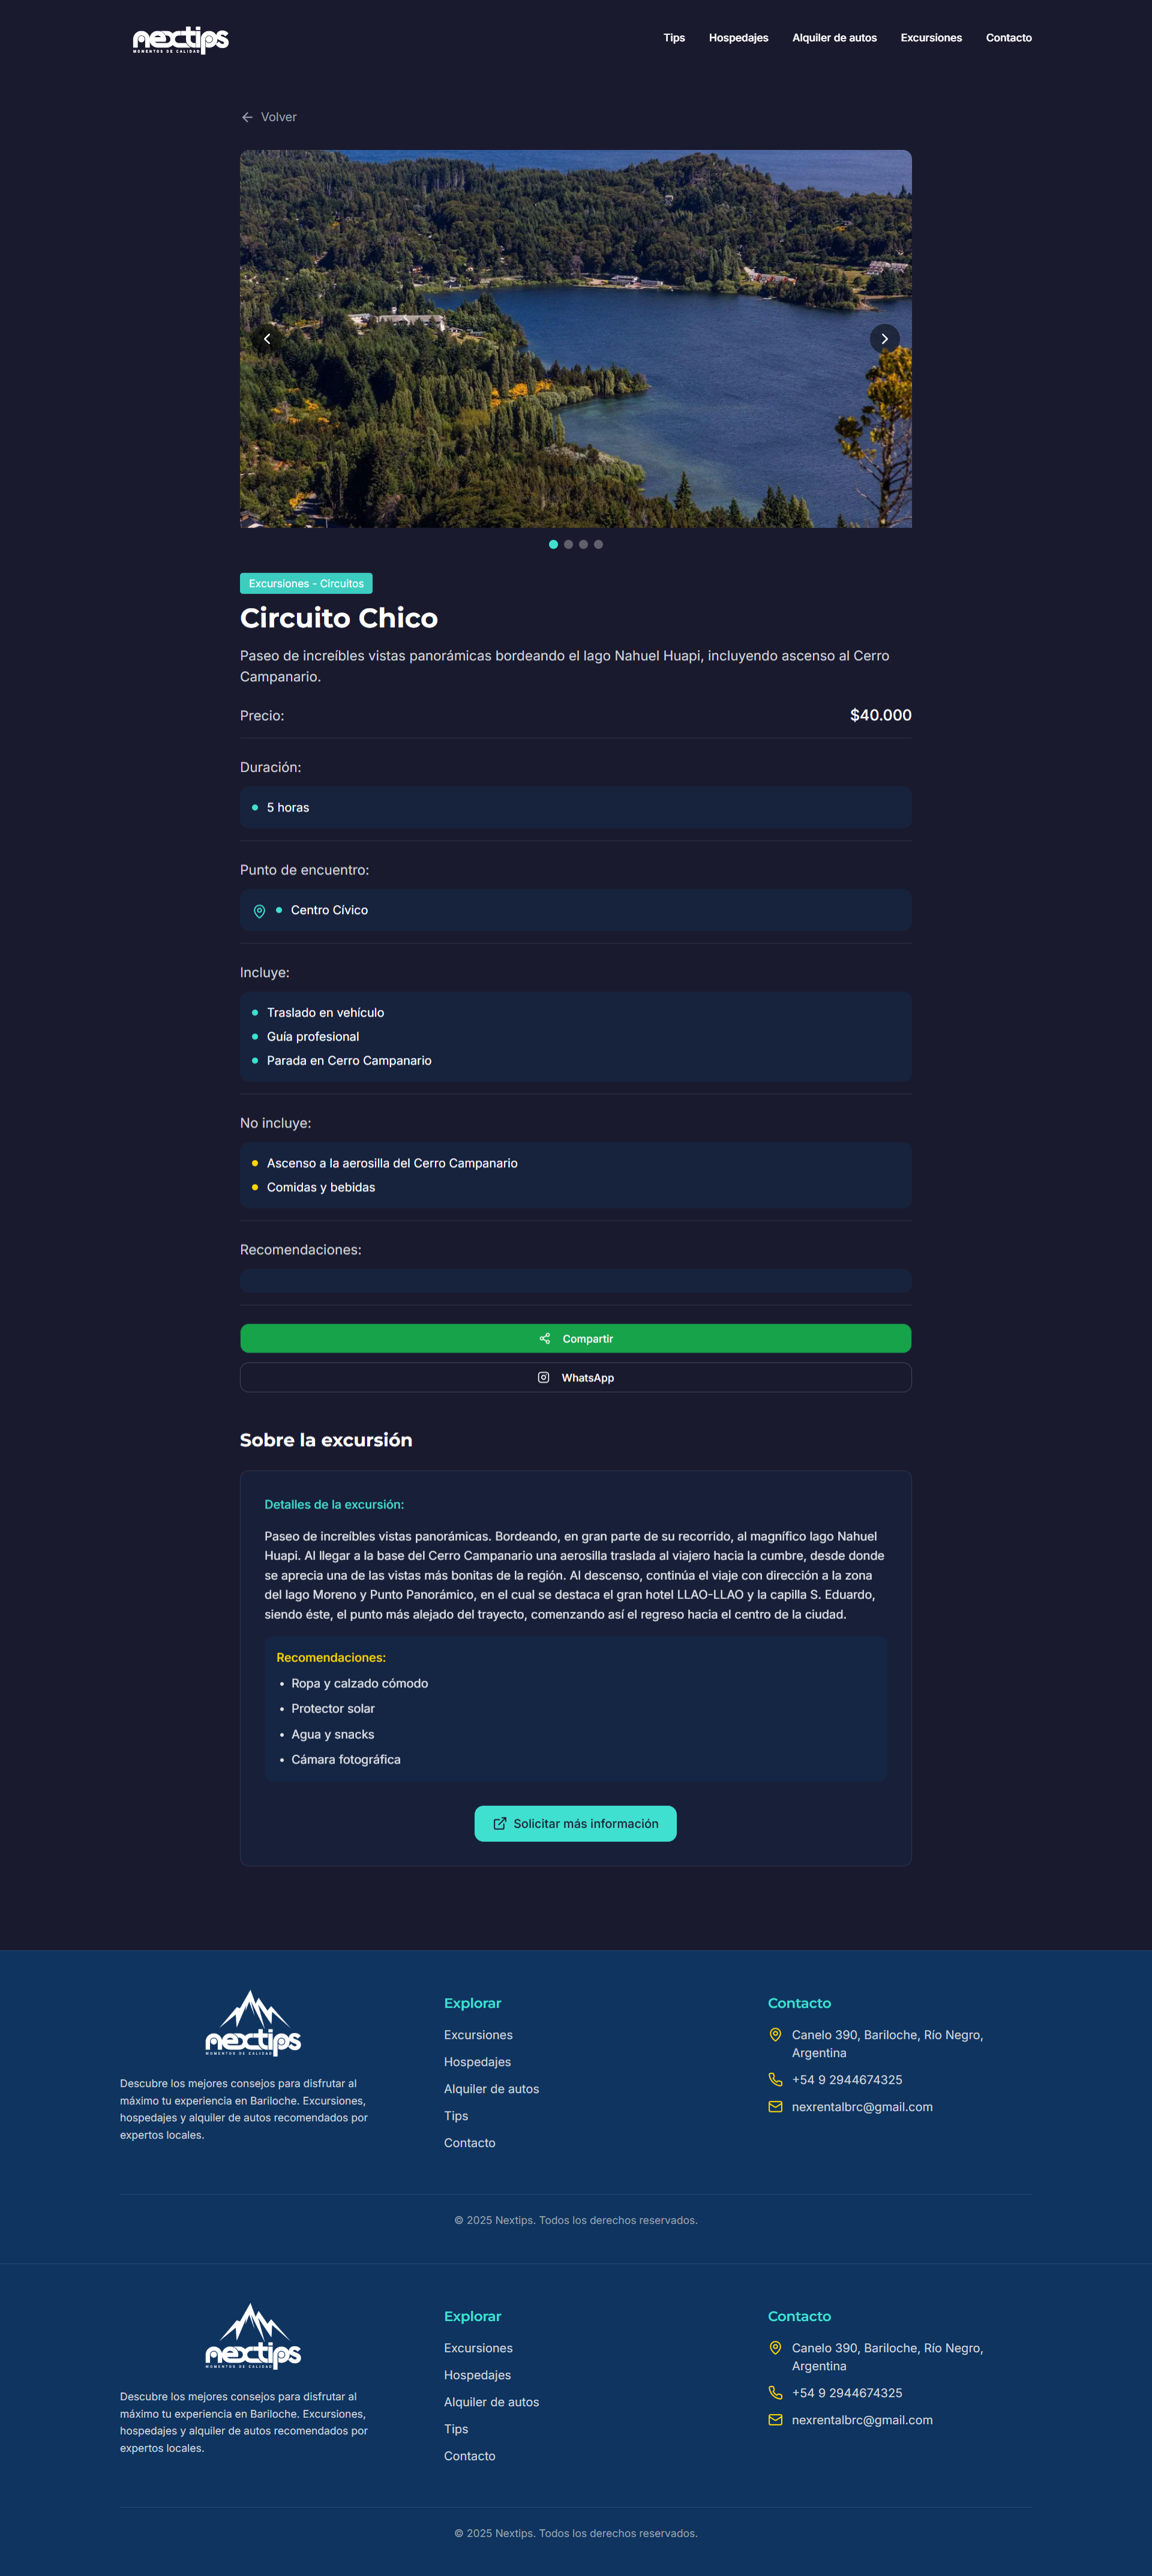 nextips
MOMENTOS DE CALIDAD
Tips
Hospedajes
Alquiler de autos
Excursiones
Contacto
Volver
Excursiones - Circuitos
Circuito Chico
Paseo de increíbles vistas panorámicas bordeando el lago Nahuel Huapi, incluyendo ascenso al Cerro
Campanario.
Precio:
$40.000
Duración:
5 horas
Punto de encuentro:
Centro Cívico
Incluye:
Traslado en vehículo
Guía profesional
Parada en Cerro Campanario
No incluye:
Ascenso a la aerosilla del Cerro Campanario
Comidas y bebidas
Recomendaciones:
Compartir
WhatsApp
Sobre la excursión
Detalles de la excursión:
Paseo de increíbles vistas panorámicas. Bordeando, en gran parte de su recorrido, al magnífico lago Nahuel
Huapi. Al llegar a la base del Cerro Campanario una aerosilla traslada al viajero hacia la cumbre, desde donde
se aprecia una de las vistas más bonitas de la región. Al descenso, continúa el viaje con dirección a la zona
del lago Moreno y Punto Panorámico, en el cual se destaca el gran hotel LLAO-LLAO y la capilla S. Eduardo,
siendo éste, el punto más alejado del trayecto, comenzando así el regreso hacia el centro de la ciudad.
Recomendaciones:
• Ropa y calzado cómodo
• Protector solar
• Agua y snacks
• Cámara fotográfica
Solicitar más información
nextips
MOMENTOS DE CALIDAD
Descubre los mejores consejos para disfrutar al
máximo tu experiencia en Bariloche. Excursiones,
hospedajes y alquiler de autos recomendados por
expertos locales.
Explorar
Excursiones
Hospedajes
Alquiler de autos
Tips
Contacto
Contacto
Canelo 390, Bariloche, Río Negro,
Argentina
+54 9 2944674325
nexrentalbrc@gmail.com
© 2025 Nextips. Todos los derechos reservados.
nextips
MOMENTOS DE CALIDAD
Descubre los mejores consejos para disfrutar al
máximo tu experiencia en Bariloche. Excursiones,
hospedajes y alquiler de autos recomendados por
expertos locales.
Explorar
Excursiones
Hospedajes
Alquiler de autos
Tips
Contacto
Contacto
Canelo 390, Bariloche, Río Negro,
Argentina
+54 9 2944674325
nexrentalbrc@gmail.com
© 2025 Nextips. Todos los derechos reservados.